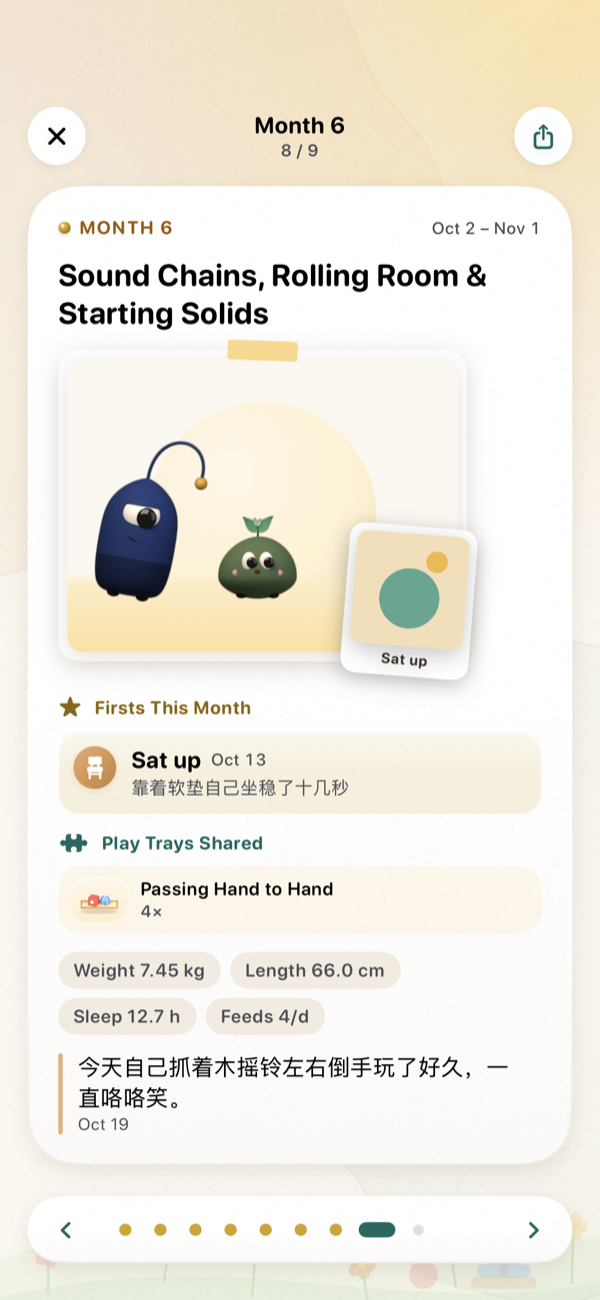 Month 6
8 / 9
MONTH 6
Oct 2 – Nov 1
Sound Chains, Rolling Room &
Starting Solids
Sat up
Firsts This Month
Sat up Oct 13
靠着软垫自己坐稳了十几秒
Play Trays Shared
Passing Hand to Hand
4×
Weight 7.45 kg
Length 66.0 cm
Sleep 12.7 h
Feeds 4/d
今天自己抓着木摇铃左右倒手玩了好久，一
直咯咯笑。
Oct 19